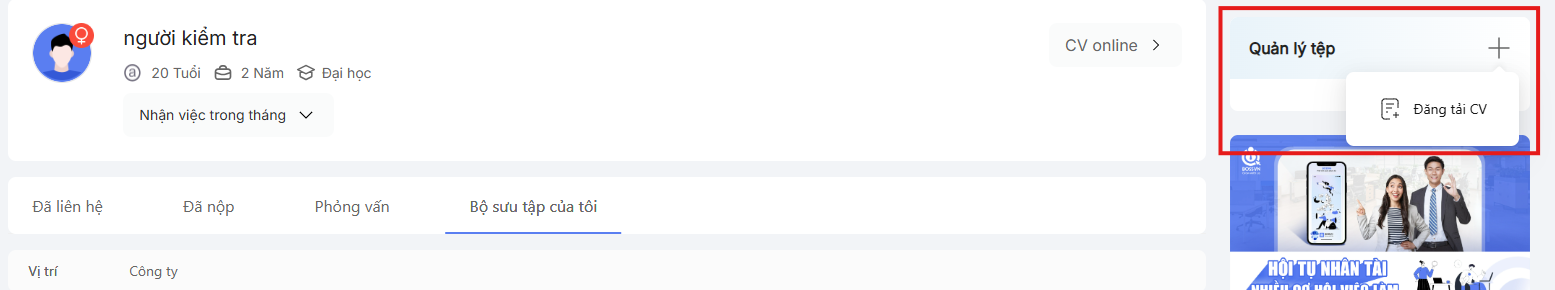 người kiểm tra
20 Tuổi 2 Năm Đại học
Nhận việc trong tháng
CV online
Quản lý tệp
Đăng tải CV
Đã liên hệ Đã nộp Phỏng vấn Bộ sưu tập của tôi
Vị trí Công ty
HỘI TỤ NHÂN TÀI